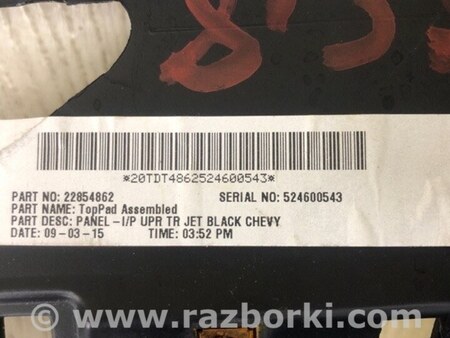 858
*20TDT4862524600543*
PART NO: 22854862 SERIAL NO: 524600543
PART NAME: TopPad Assembled
PART DESC: PANEL -I/P UPR TR JET BLACK CHEVY
DATE: 09-03-15 TIME: 03:52 PM
www.razborki.com